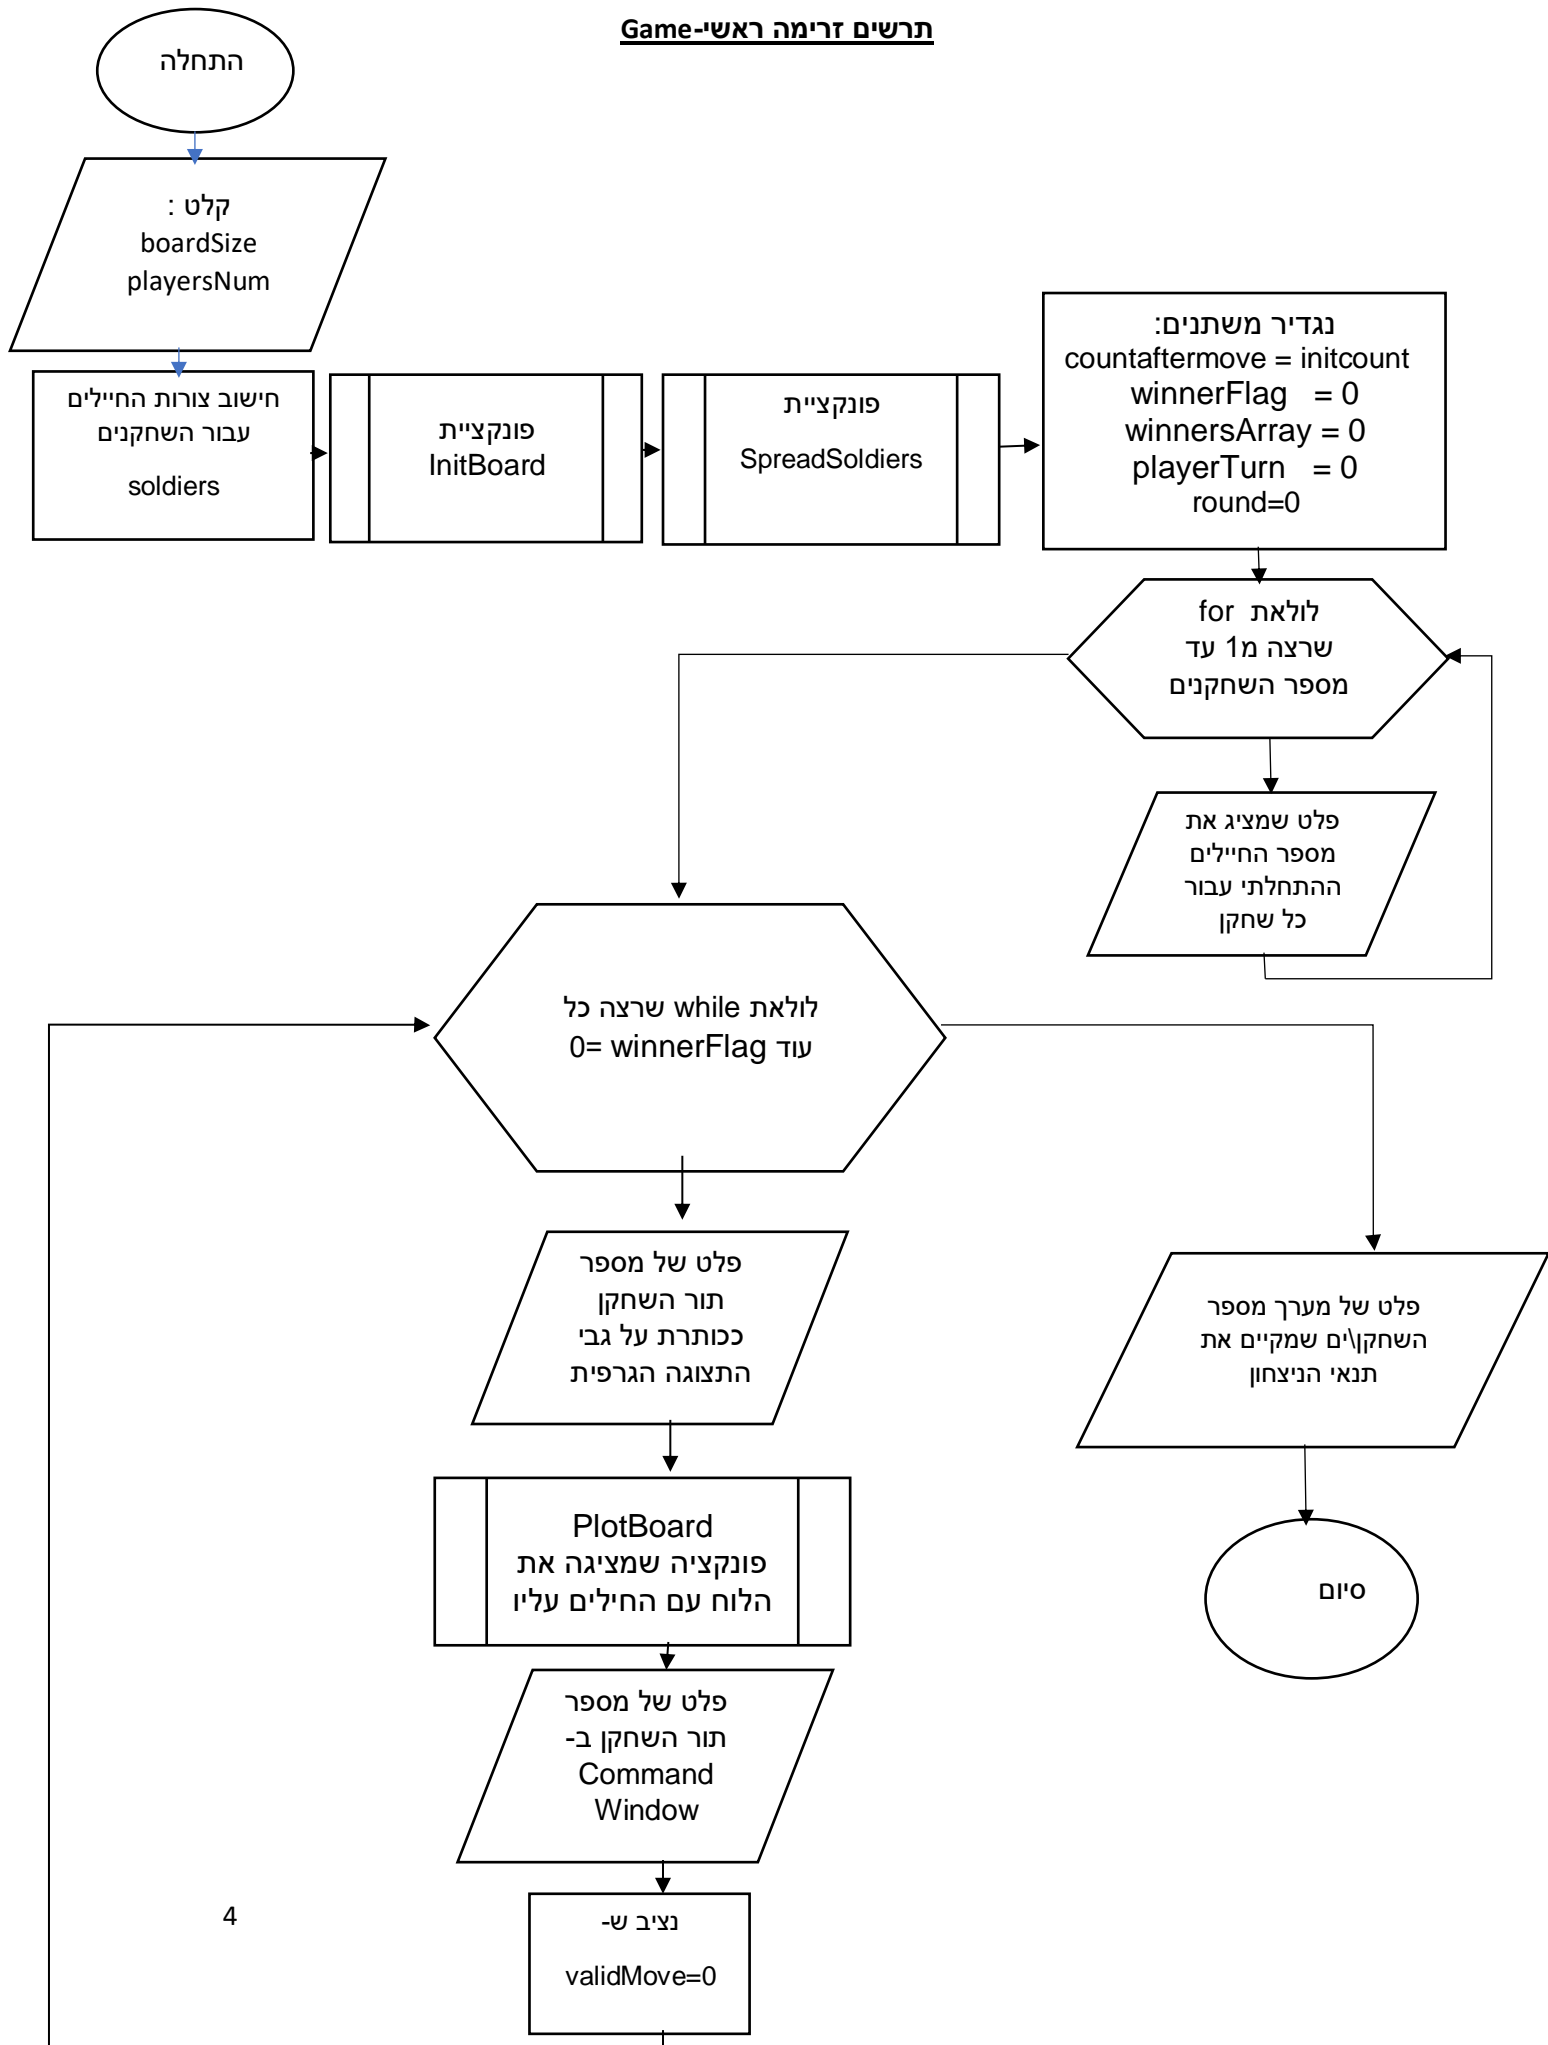 תרשים זרימה ראשי-Game
התחלה
קלט :
boardSize
playersNum
חישוב צורות החיילים
עבור השחקנים
soldiers
פונקציית
InitBoard
פונקציית
SpreadSoldiers
נגדיר משתנים:
countaftermove = initcount
winnerFlag = 0
winnersArray = 0
playerTurn = 0
round=0
לולאת for
שרצה מ1 עד
מספר השחקנים
פלט שמציג את
מספר החיילים
ההתחלתי עבור
כל שחקן
לולאת while שרצה כל
עוד winnerFlag =0
פלט של מספר
תור השחקן
ככותרת על גבי
התצוגה הגרפית
פלט של מערך מספר
השחקן\ים שמקיים את
תנאי הניצחון
PlotBoard
פונקציה שמציגה את
הלוח עם החילים עליו
סיום
פלט של מספר
תור השחקן ב-
Command
Window
נציב ש-
validMove=0
4